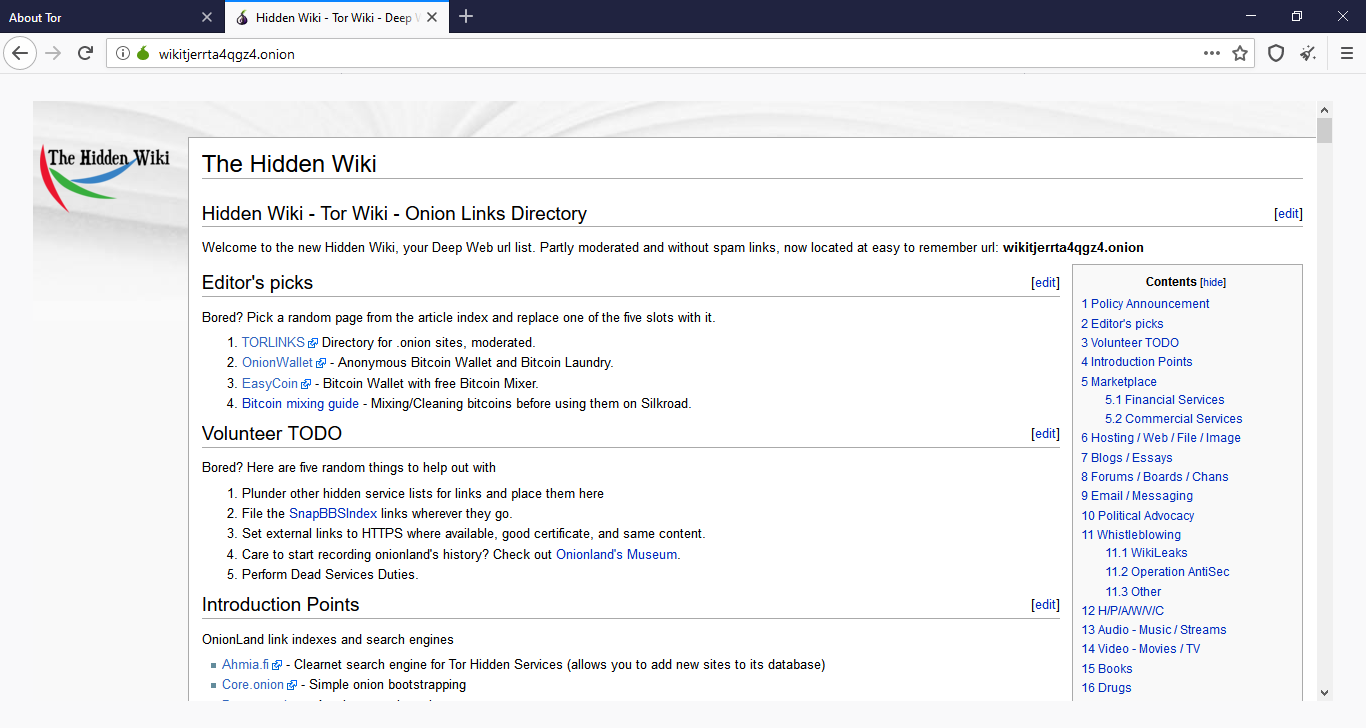 About Tor
Hidden Wiki - Tor Wiki - Deep
wikitjerrta4qgz4.onion
The Hidden Wiki
The Hidden Wiki
Hidden Wiki - Tor Wiki - Onion Links Directory [edit]
Welcome to the new Hidden Wiki, your Deep Web url list. Partly moderated and without spam links, now located at easy to remember url: wikitjerrta4qgz4.onion
Editor's picks [edit]
Bored? Pick a random page from the article index and replace one of the five slots with it.
1. TORLINKS Directory for .onion sites, moderated.
2. OnionWallet - Anonymous Bitcoin Wallet and Bitcoin Laundry.
3. EasyCoin - Bitcoin Wallet with free Bitcoin Mixer.
4. Bitcoin mixing guide - Mixing/Cleaning bitcoins before using them on Silkroad.
Volunteer TODO [edit]
Bored? Here are five random things to help out with
1. Plunder other hidden service lists for links and place them here
2. File the SnapBBSIndex links wherever they go.
3. Set external links to HTTPS where available, good certificate, and same content.
4. Care to start recording onionland's history? Check out Onionland's Museum.
5. Perform Dead Services Duties.
Introduction Points [edit]
OnionLand link indexes and search engines
Ahmia.fi - Clearnet search engine for Tor Hidden Services (allows you to add new sites to its database)
Core.onion - Simple onion bootstrapping
Contents [hide]
1 Policy Announcement
2 Editor's picks
3 Volunteer TODO
4 Introduction Points
5 Marketplace
5.1 Financial Services
5.2 Commercial Services
6 Hosting / Web / File / Image
7 Blogs / Essays
8 Forums / Boards / Chans
9 Email / Messaging
10 Political Advocacy
11 Whistleblowing
11.1 WikiLeaks
11.2 Operation AntiSec
11.3 Other
12 H/P/A/W/V/C
13 Audio - Music / Streams
14 Video - Movies / TV
15 Books
16 Drugs